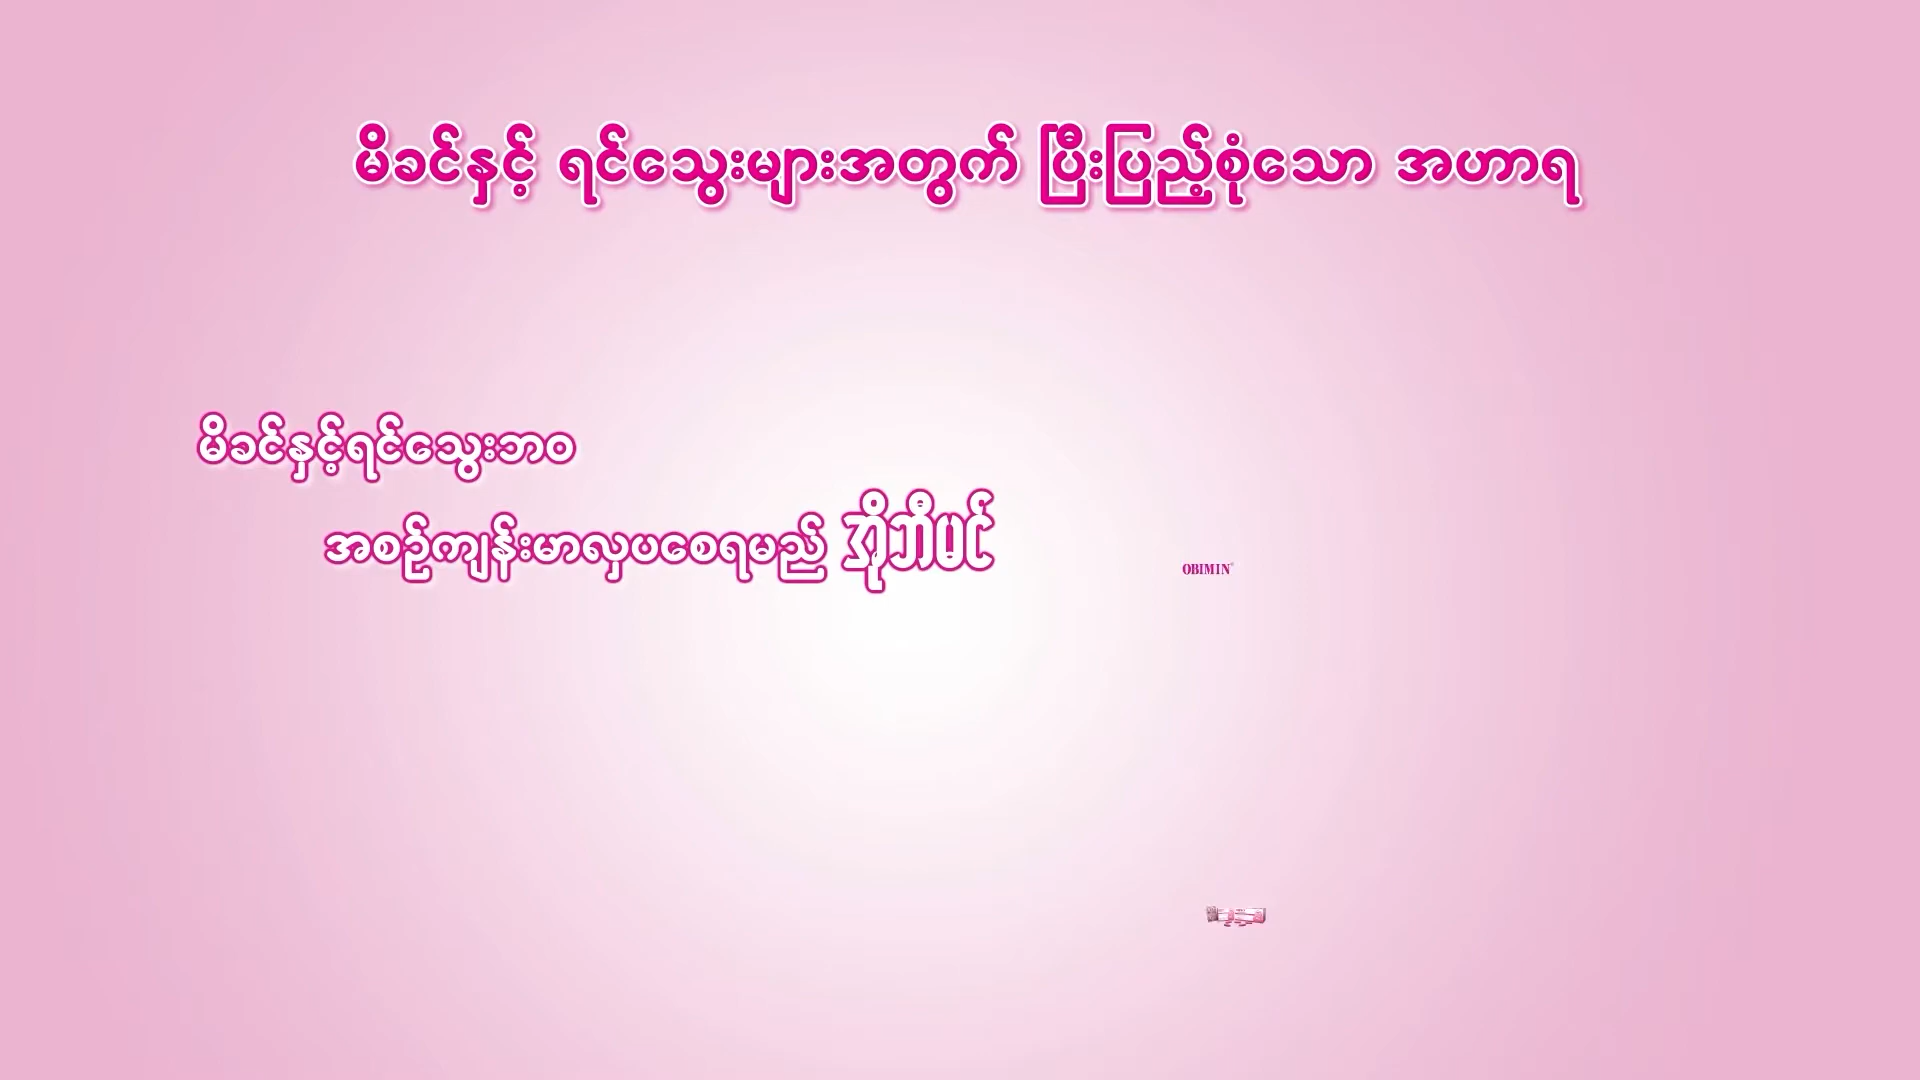 မိခင်နှင့် ရင်သွေးများအတွက် ပြီးပြည့်စုံသော အဟာရ
မိခင်နှင့်ရင်သွေးဘဝ
အစဉ်ကျန်းမာလှပစေရမည် အိုဘီမင်
OBIMIN®